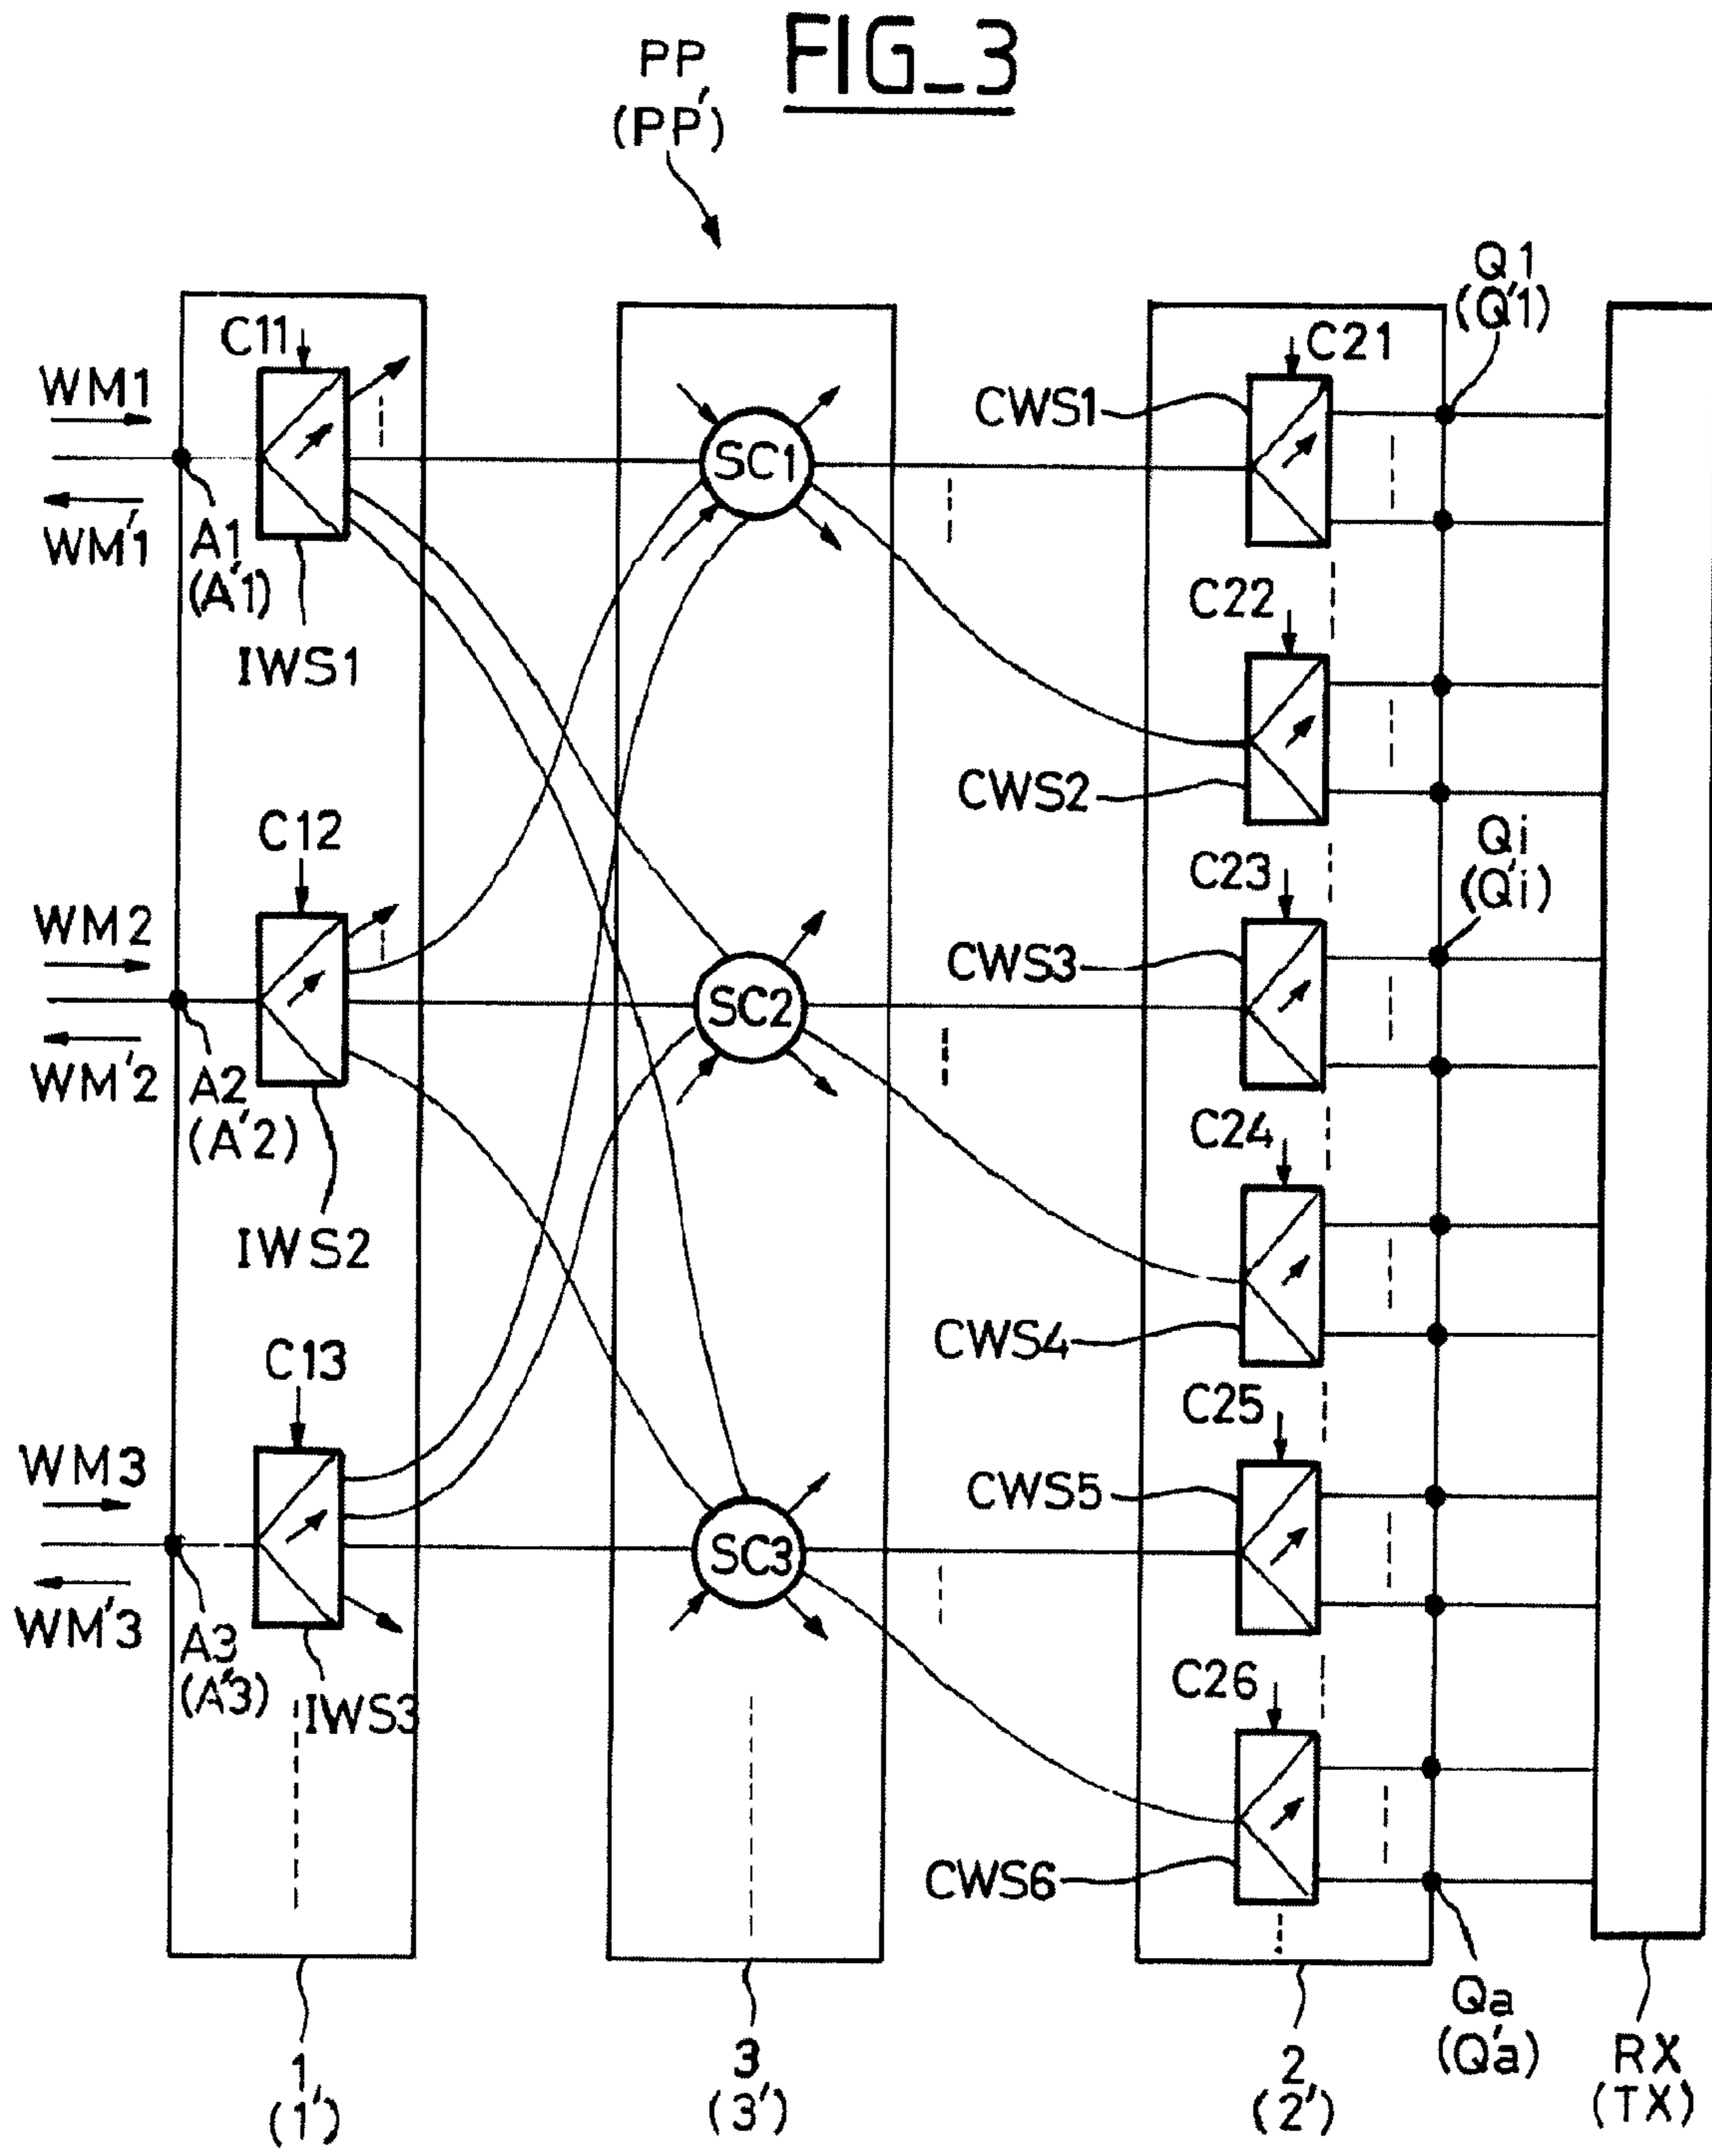 FIG_3
PP
(PP')
Q1
(Q'1)
C11
C21
WM1
CWS1
WM'1
A1
(A'1)
C22
IWS1
CWS2
C12
Qi
(Q'i)
C23
WM2
CWS3
WM'2
A2
(A'2)
C24
IWS2
CWS4
C13
C25
WM3
CWS5
WM'3
A3
(A'3)
C26
IWS3
CWS6
SC1
SC2
SC3
Qa
(Q'a)
1
(1')
3
(3')
2
(2')
RX
(TX)